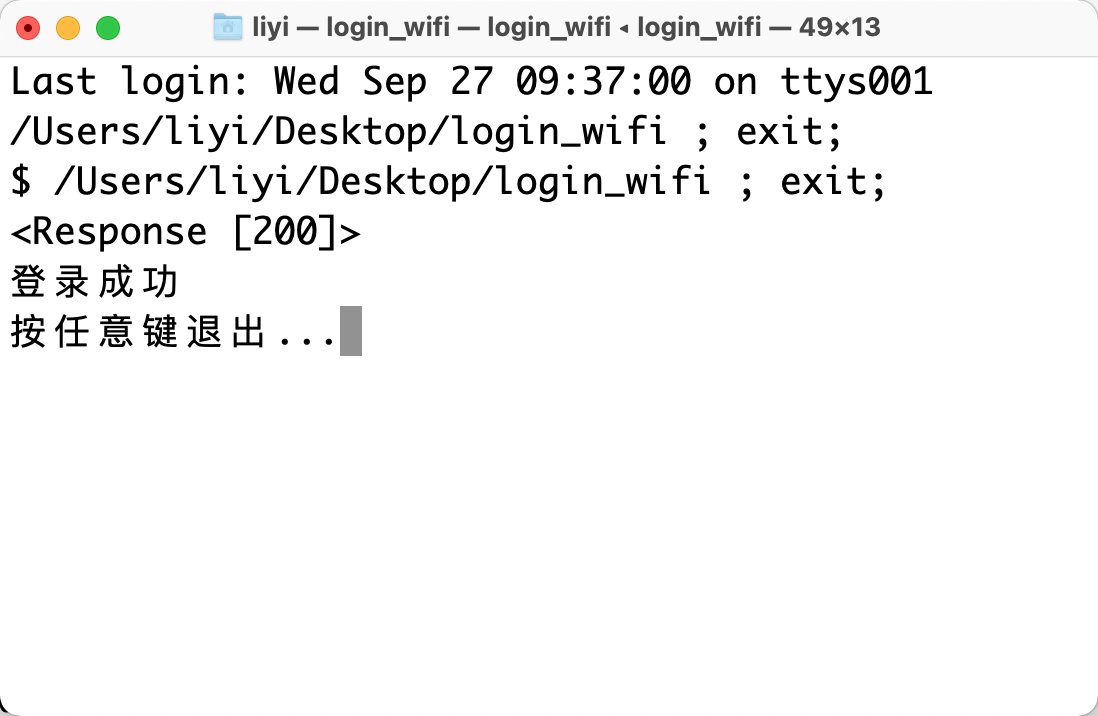 liyi — login_wifi — login_wifi ◂ login_wifi — 49×13
Last login: Wed Sep 27 09:37:00 on ttys001
/Users/liyi/Desktop/login_wifi ; exit;
$ /Users/liyi/Desktop/login_wifi ; exit;
<Response [200]>
登录成功
按任意键退出...